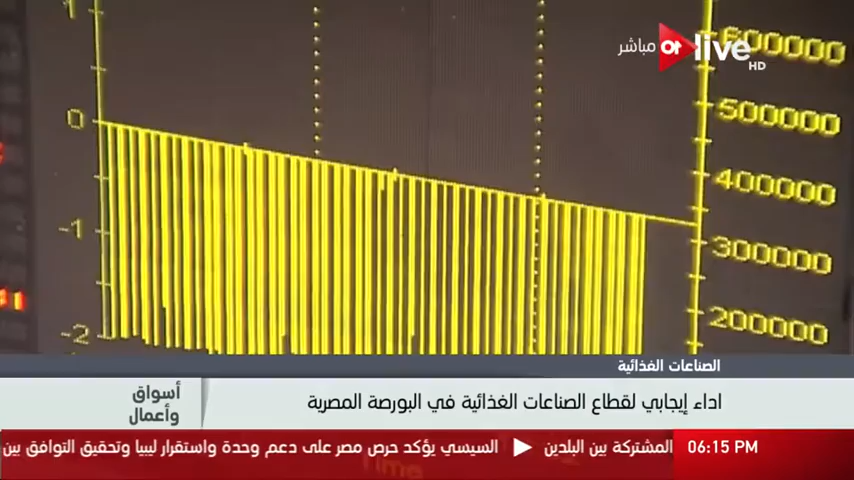 1
600000
مباشر on live
HD
0
500000
400000
-1
300000
200000
-2
الصناعات الغذائية
اداء إيجابي لقطاع الصناعات الغذائية في البورصة المصرية
أسواق
وأعمال
المشتركة بين البلدين
السيسي يؤكد حرص مصر على دعم وحدة واستقرار ليبيا وتحقيق التوافق بين
06:15 PM
Time